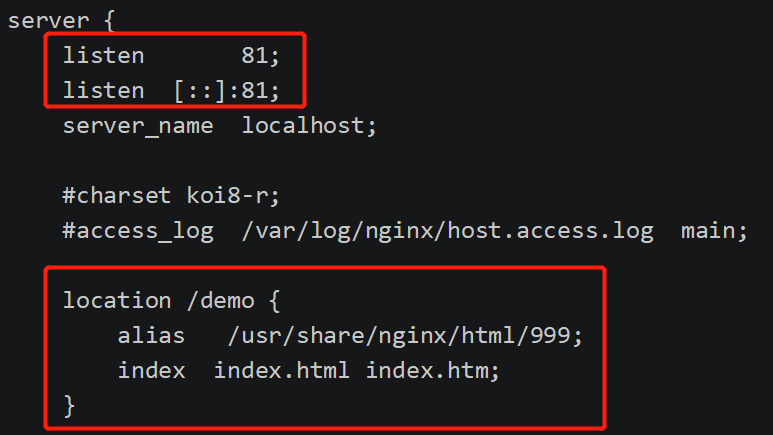 server {
    listen       81;
    listen  [::]:81;
    server_name  localhost;
    #charset koi8-r;
    #access_log  /var/log/nginx/host.access.log  main;
    location /demo {
        alias   /usr/share/nginx/html/999;
        index  index.html index.htm;
    }